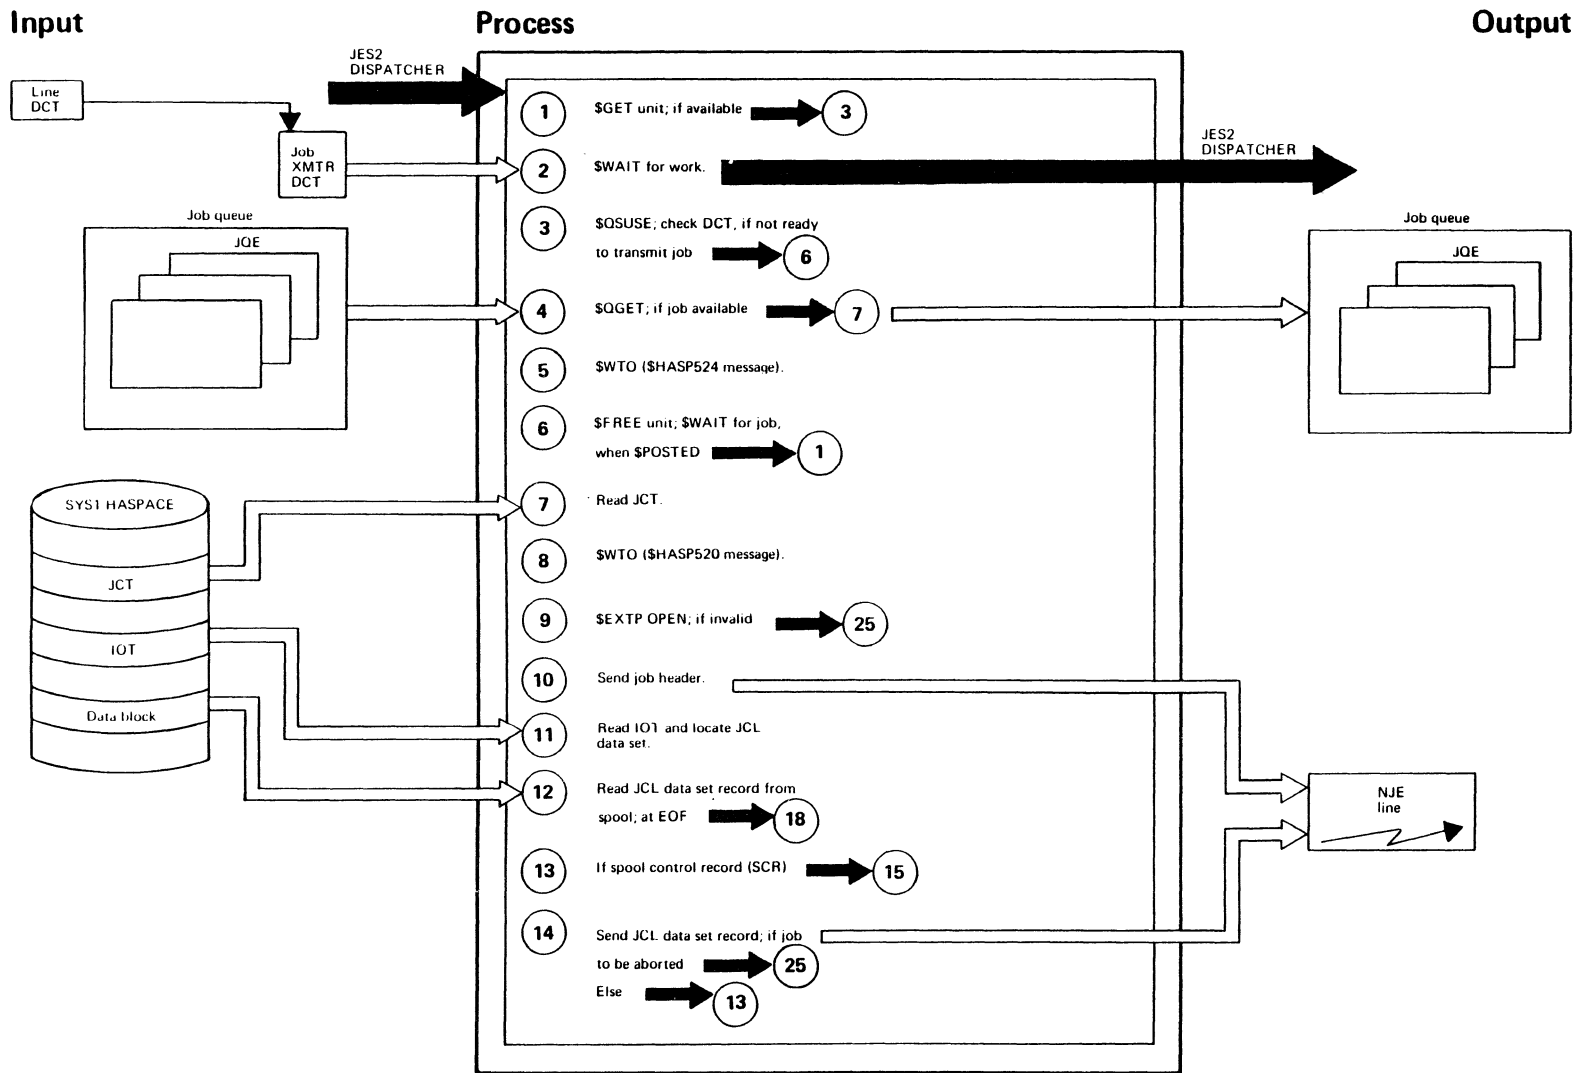 Input
Process
Output
JES2
DISPATCHER
Line
DCT
Job
XMTR
DCT
Job queue
JQE
SYS1 HASPACE
JCT
IOT
Data block
1
$GET unit; if available
3
2
$WAIT for work.
JES2
DISPATCHER
3
$QSUSE; check DCT, if not ready
to transmit job
6
4
$QGET; if job available
7
5
$WTO ($HASP524 message).
6
$FREE unit; $WAIT for job,
when $POSTED
1
7
Read JCT.
8
$WTO ($HASP520 message).
9
$EXTP OPEN; if invalid
25
10
Send job header.
11
Read IOT and locate JCL
data set.
12
Read JCL data set record from
spool; at EOF
18
13
If spool control record (SCR)
15
14
Send JCL data set record; if job
to be aborted
25
Else
13
Job queue
JQE
NJE
line